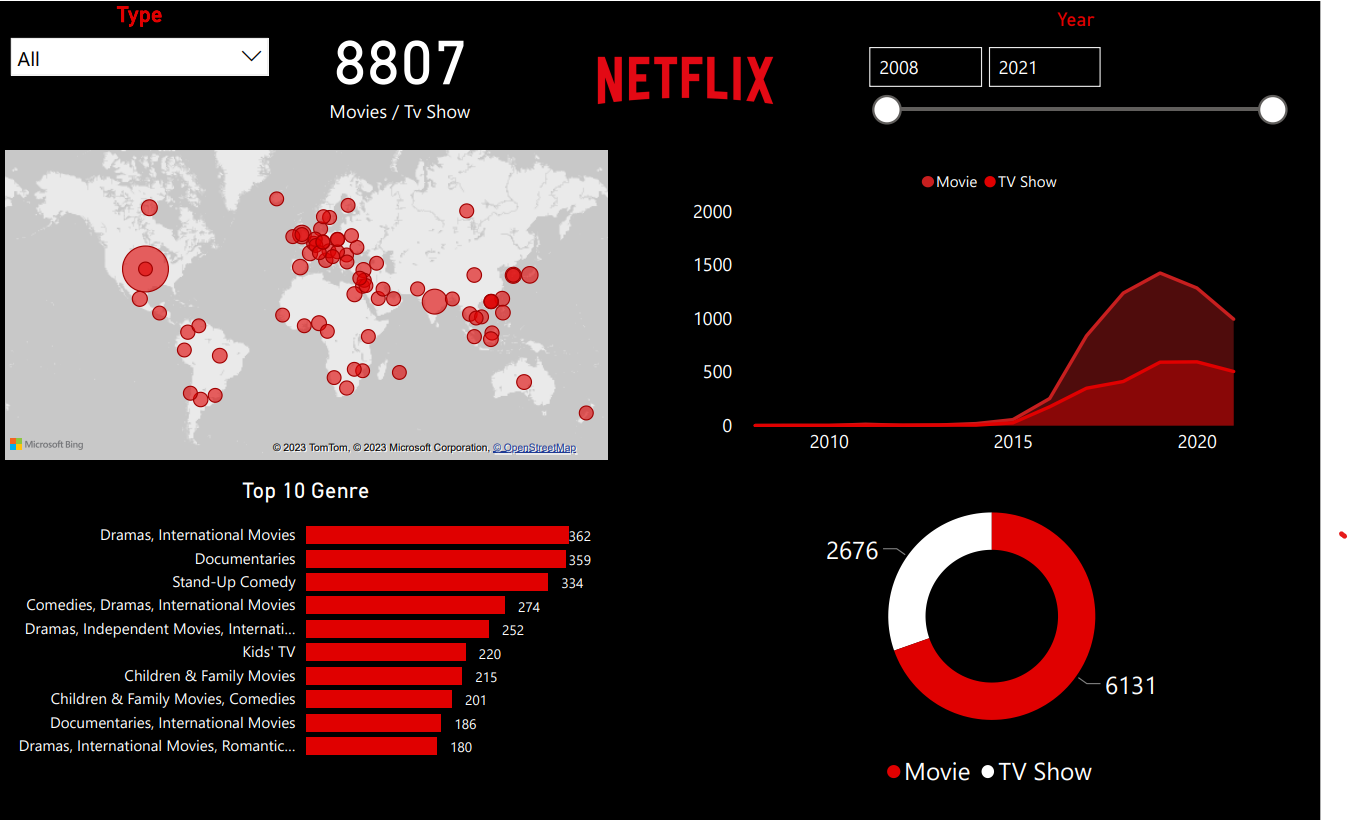 Type
All
8807
Movies / Tv Show
NETFLIX
Year
2008
2021
Microsoft Bing
© 2023 TomTom, © 2023 Microsoft Corporation, © OpenStreetMap
Movie TV Show
2000
1500
1000
500
0
2010 2015 2020
Top 10 Genre
Dramas, International Movies 362
Documentaries 359
Stand-Up Comedy 334
Comedies, Dramas, International Movies 274
Dramas, Independent Movies, Internati... 252
Kids' TV 220
Children & Family Movies 215
Children & Family Movies, Comedies 201
Documentaries, International Movies 186
Dramas, International Movies, Romantic... 180
2676
6131
Movie TV Show